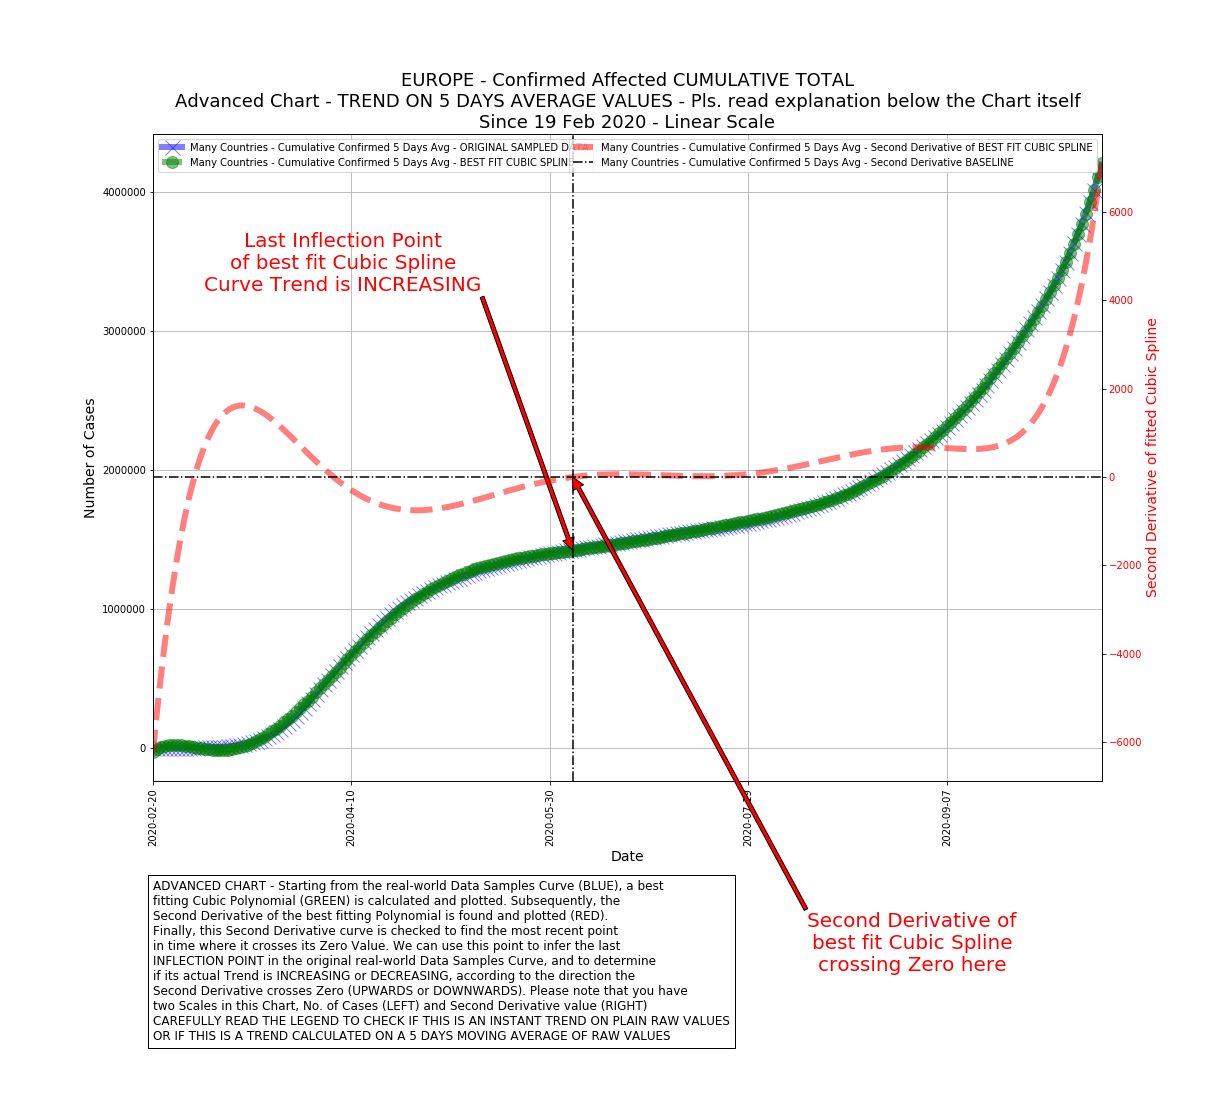 EUROPE - Confirmed Affected CUMULATIVE TOTAL
Advanced Chart - TREND ON 5 DAYS AVERAGE VALUES - Pls. read explanation below the Chart itself
Since 19 Feb 2020 - Linear Scale
Many Countries - Cumulative Confirmed 5 Days Avg - ORIGINAL SAMPLED
Many Countries - Cumulative Confirmed 5 Days Avg - BEST FIT CUBIC SPLIN
Many Countries - Cumulative Confirmed 5 Days Avg - Second Derivative of BEST FIT CUBIC SPLINE
Many Countries - Cumulative Confirmed 5 Days Avg - Second Derivative BASELINE
Last Inflection Point
of best fit Cubic Spline
Curve Trend is INCREASING
Number of Cases
4000000
3000000
2000000
1000000
0
6000
4000
2000
0
−2000
−4000
−6000
Second Derivative of fitted Cubic Spline
2020-02-20
2020-04-10
2020-05-30
2020-09-07
Date
Second Derivative of
best fit Cubic Spline
crossing Zero here
ADVANCED CHART - Starting from the real-world Data Samples Curve (BLUE), a best
fitting Cubic Polynomial (GREEN) is calculated and plotted. Subsequently, the
Second Derivative of the best fitting Polynomial is found and plotted (RED).
Finally, this Second Derivative curve is checked to find the most recent point
in time where it crosses its Zero Value. We can use this point to infer the last
INFLECTION POINT in the original real-world Data Samples Curve, and to determine
if its actual Trend is INCREASING or DECREASING, according to the direction the
Second Derivative crosses Zero (UPWARDS or DOWNWARDS). Please note that you have
two Scales in this Chart, No. of Cases (LEFT) and Second Derivative value (RIGHT)
CAREFULLY READ THE LEGEND TO CHECK IF THIS IS AN INSTANT TREND ON PLAIN RAW VALUES
OR IF THIS IS A TREND CALCULATED ON A 5 DAYS MOVING AVERAGE OF RAW VALUES